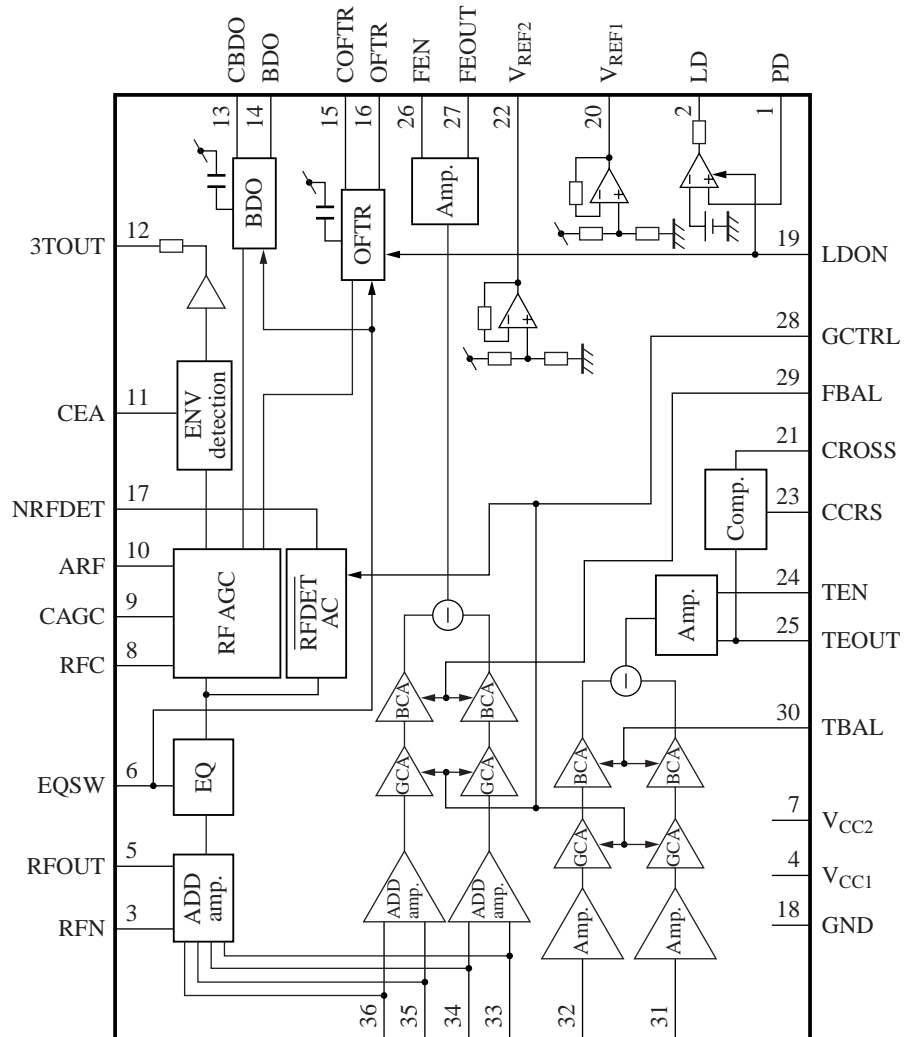 CBDO
BDO
COFTR
OFTR
FEN
FEOUT
VREF2
VREF1
LD
PD
13
14
15
16
26
27
22
20
2
1
BDO
OFTR
Amp.
3TOUT
12
19
LDON
28
GCTRL
29
FBAL
CEA
11
ENV
detection
21
CROSS
Comp.
23
CCRS
NRFDET
17
ARF
10
CAGC
9
RFC
8
RF AGC
RFDET
AC
24
TEN
Amp.
25
TEOUT
BCA
BCA
30
TBAL
EQSW
6
EQ
GCA
GCA
BCA
BCA
7
VCC2
GCA
GCA
RFOUT
5
4
VCC1
RFN
3
ADD
amp.
ADD
amp.
ADD
amp.
Amp.
Amp.
18
GND
36
35
34
33
32
31